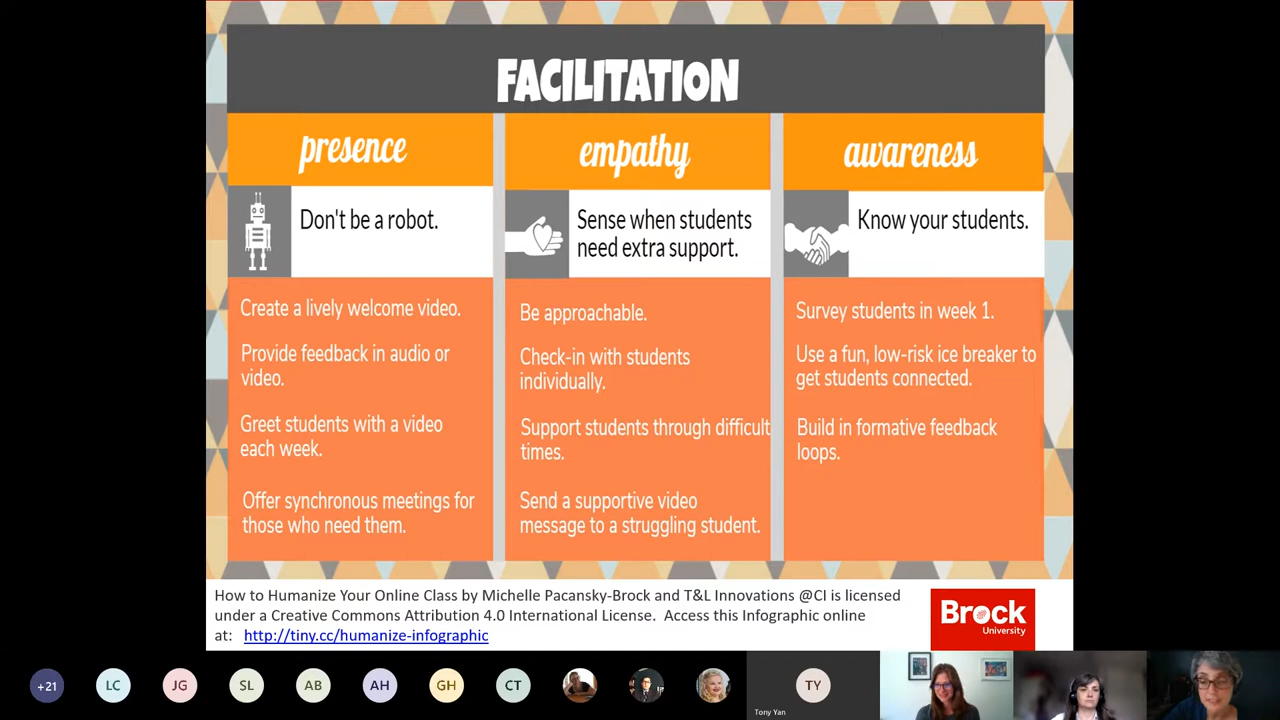 FACILITATION
presence
Don't be a robot.
Create a lively welcome video.
Provide feedback in audio or
video.
Greet students with a video
each week.
Offer synchronous meetings for
those who need them.
empathy
Sense when students
need extra support.
Be approachable.
Check-in with students
individually.
Support students through difficult
times.
Send a supportive video
message to a struggling student.
awareness
Know your students.
Survey students in week 1.
Use a fun, low-risk ice breaker to
get students connected.
Build in formative feedback
loops.
How to Humanize Your Online Class by Michelle Pacansky-Brock and T&L Innovations @CI is licensed
under a Creative Commons Attribution 4.0 International License.  Access this Infographic online
at:   http://tiny.cc/humanize-infographic
Brock
University
+21
LC
JG
SL
AB
AH
GH
CT
TY
Tony Yan